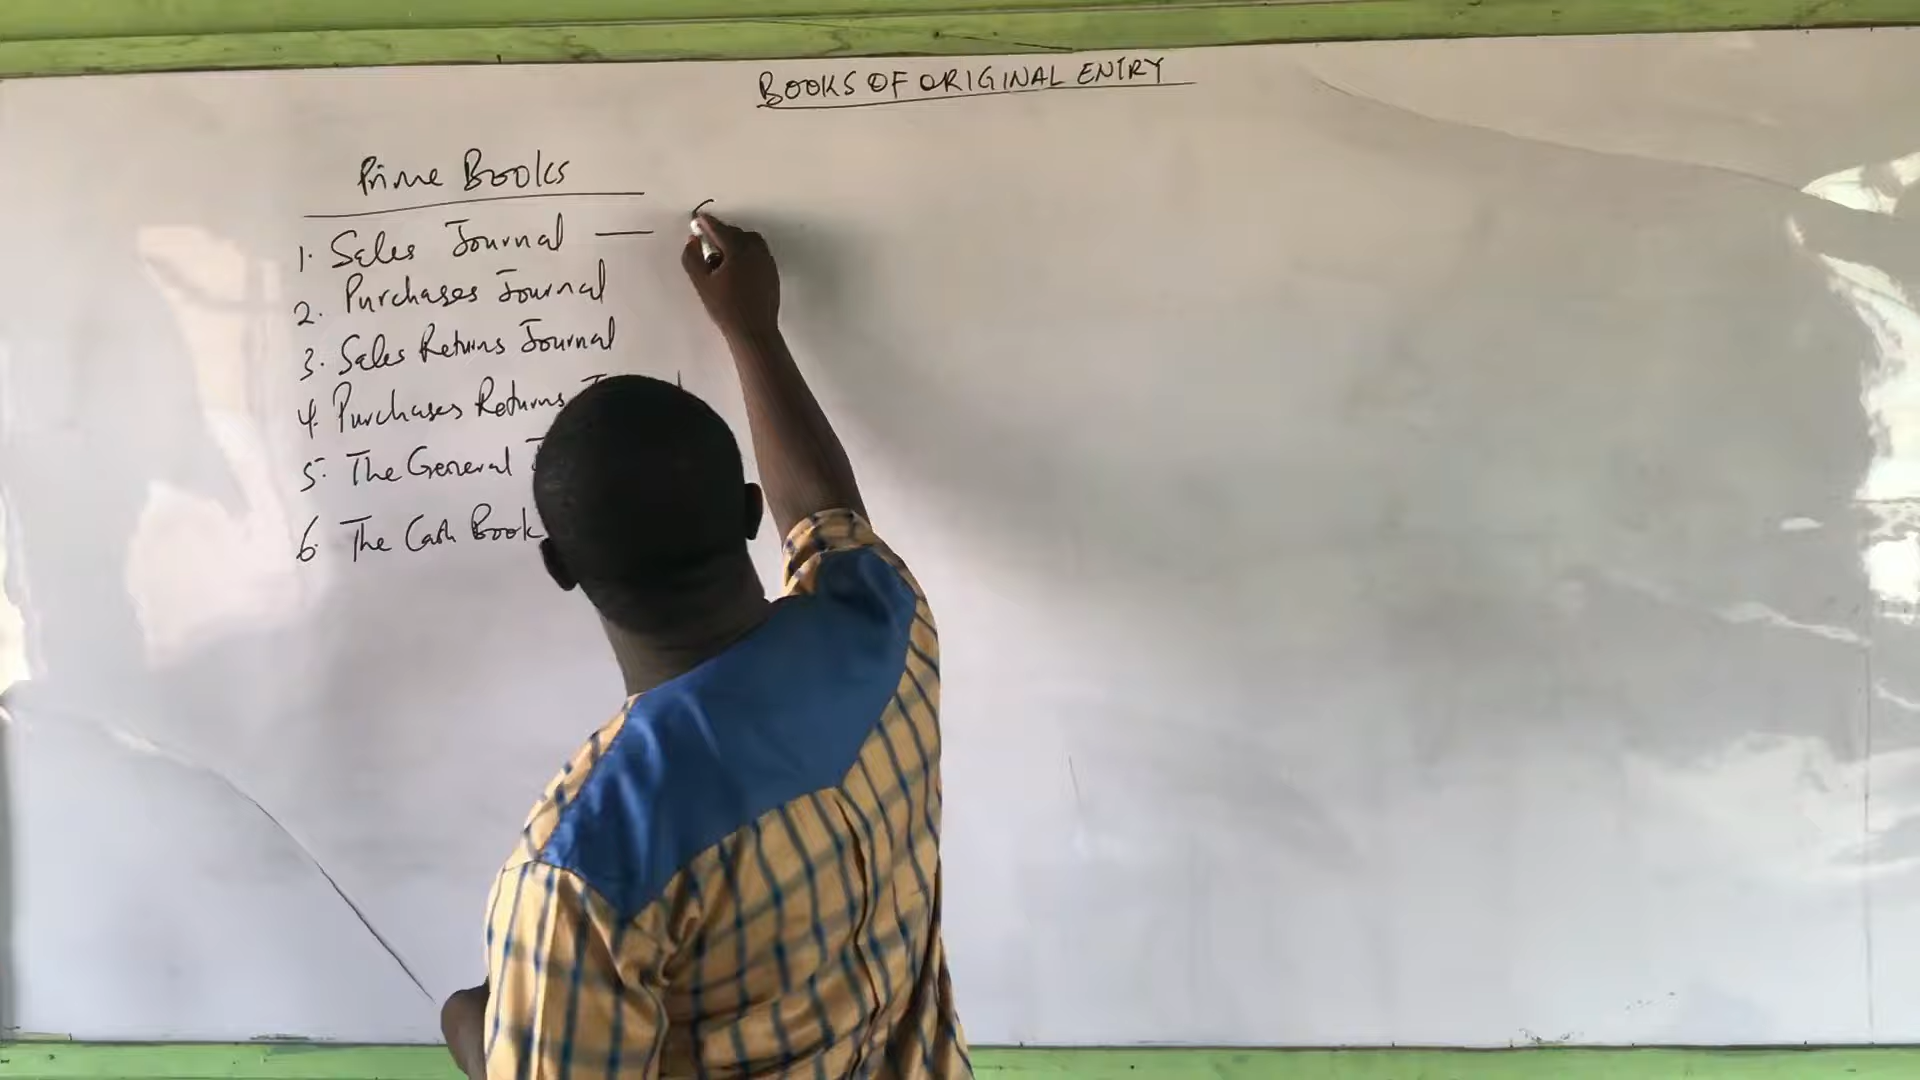 BOOKS OF ORIGINAL ENTRY
Prime Books
1. Sales Journal —
2. Purchases Journal
3. Sales Returns Journal
4. Purchases Returns
5. The General
6. The Cash Book